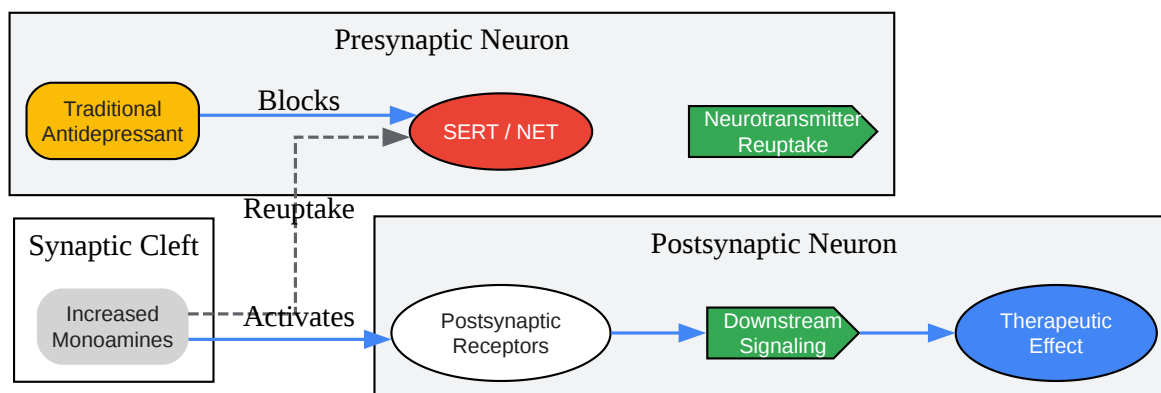 Presynaptic Neuron
Traditional
Antidepressant
Blocks
SERT / NET
Neurotransmitter
Reuptake
Reuptake
Synaptic Cleft
Increased
Monoamines
Activates
Postsynaptic Neuron
Postsynaptic
Receptors
Downstream
Signaling
Therapeutic
Effect